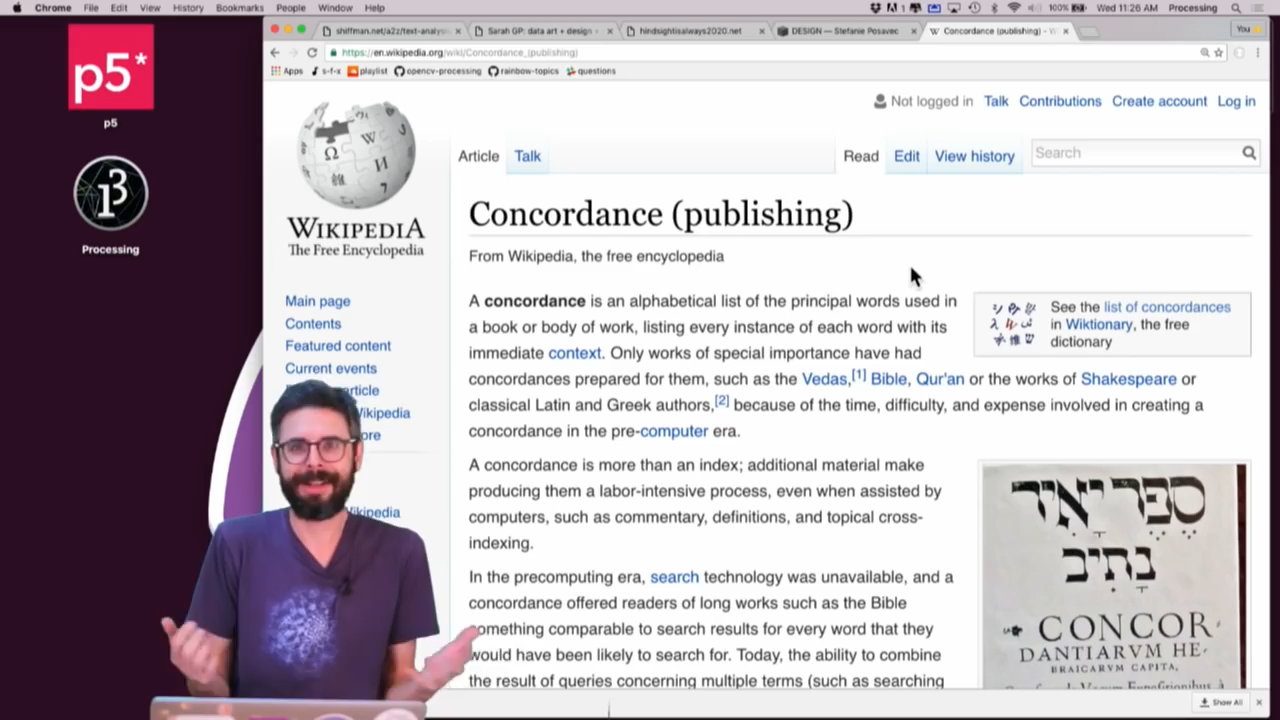 Chrome File Edit View History Bookmarks People Window Help
100% Wed 11:26 AM Processing
shiffman.net/a2z/text-analys
Sarah GP: data art + design
hindsightisalways2020.net
DESIGN — Stefanie Posavec
Concordance (publishing) - W
You
https://en.wikipedia.org/wiki/Concordance_(publishing)
Apps s-f-x playlist opencv-processing rainbow-topics questions
p5*
p5
Processing
WIKIPEDIA
The Free Encyclopedia
Main page
Contents
Featured content
Current events
article
Wikipedia
ore
Wikipedia
Not logged in Talk Contributions Create account Log in
Article Talk Read Edit View history Search
Concordance (publishing)
From Wikipedia, the free encyclopedia
A concordance is an alphabetical list of the principal words used in
a book or body of work, listing every instance of each word with its
immediate context. Only works of special importance have had
concordances prepared for them, such as the Vedas,[1] Bible, Qur'an or the works of Shakespeare or
classical Latin and Greek authors,[2] because of the time, difficulty, and expense involved in creating a
concordance in the pre-computer era.
See the list of concordances
in Wiktionary, the free
dictionary
A concordance is more than an index; additional material make
producing them a labor-intensive process, even when assisted by
computers, such as commentary, definitions, and topical cross-
indexing.
In the precomputing era, search technology was unavailable, and a
concordance offered readers of long works such as the Bible
something comparable to search results for every word that they
would have been likely to search for. Today, the ability to combine
the result of queries concerning multiple terms (such as searching
סֵפֶר יָאִיר
נָתִיב
CONCOR
DANTIARVM HE-
BRAICARVM CAPITA,
Show All